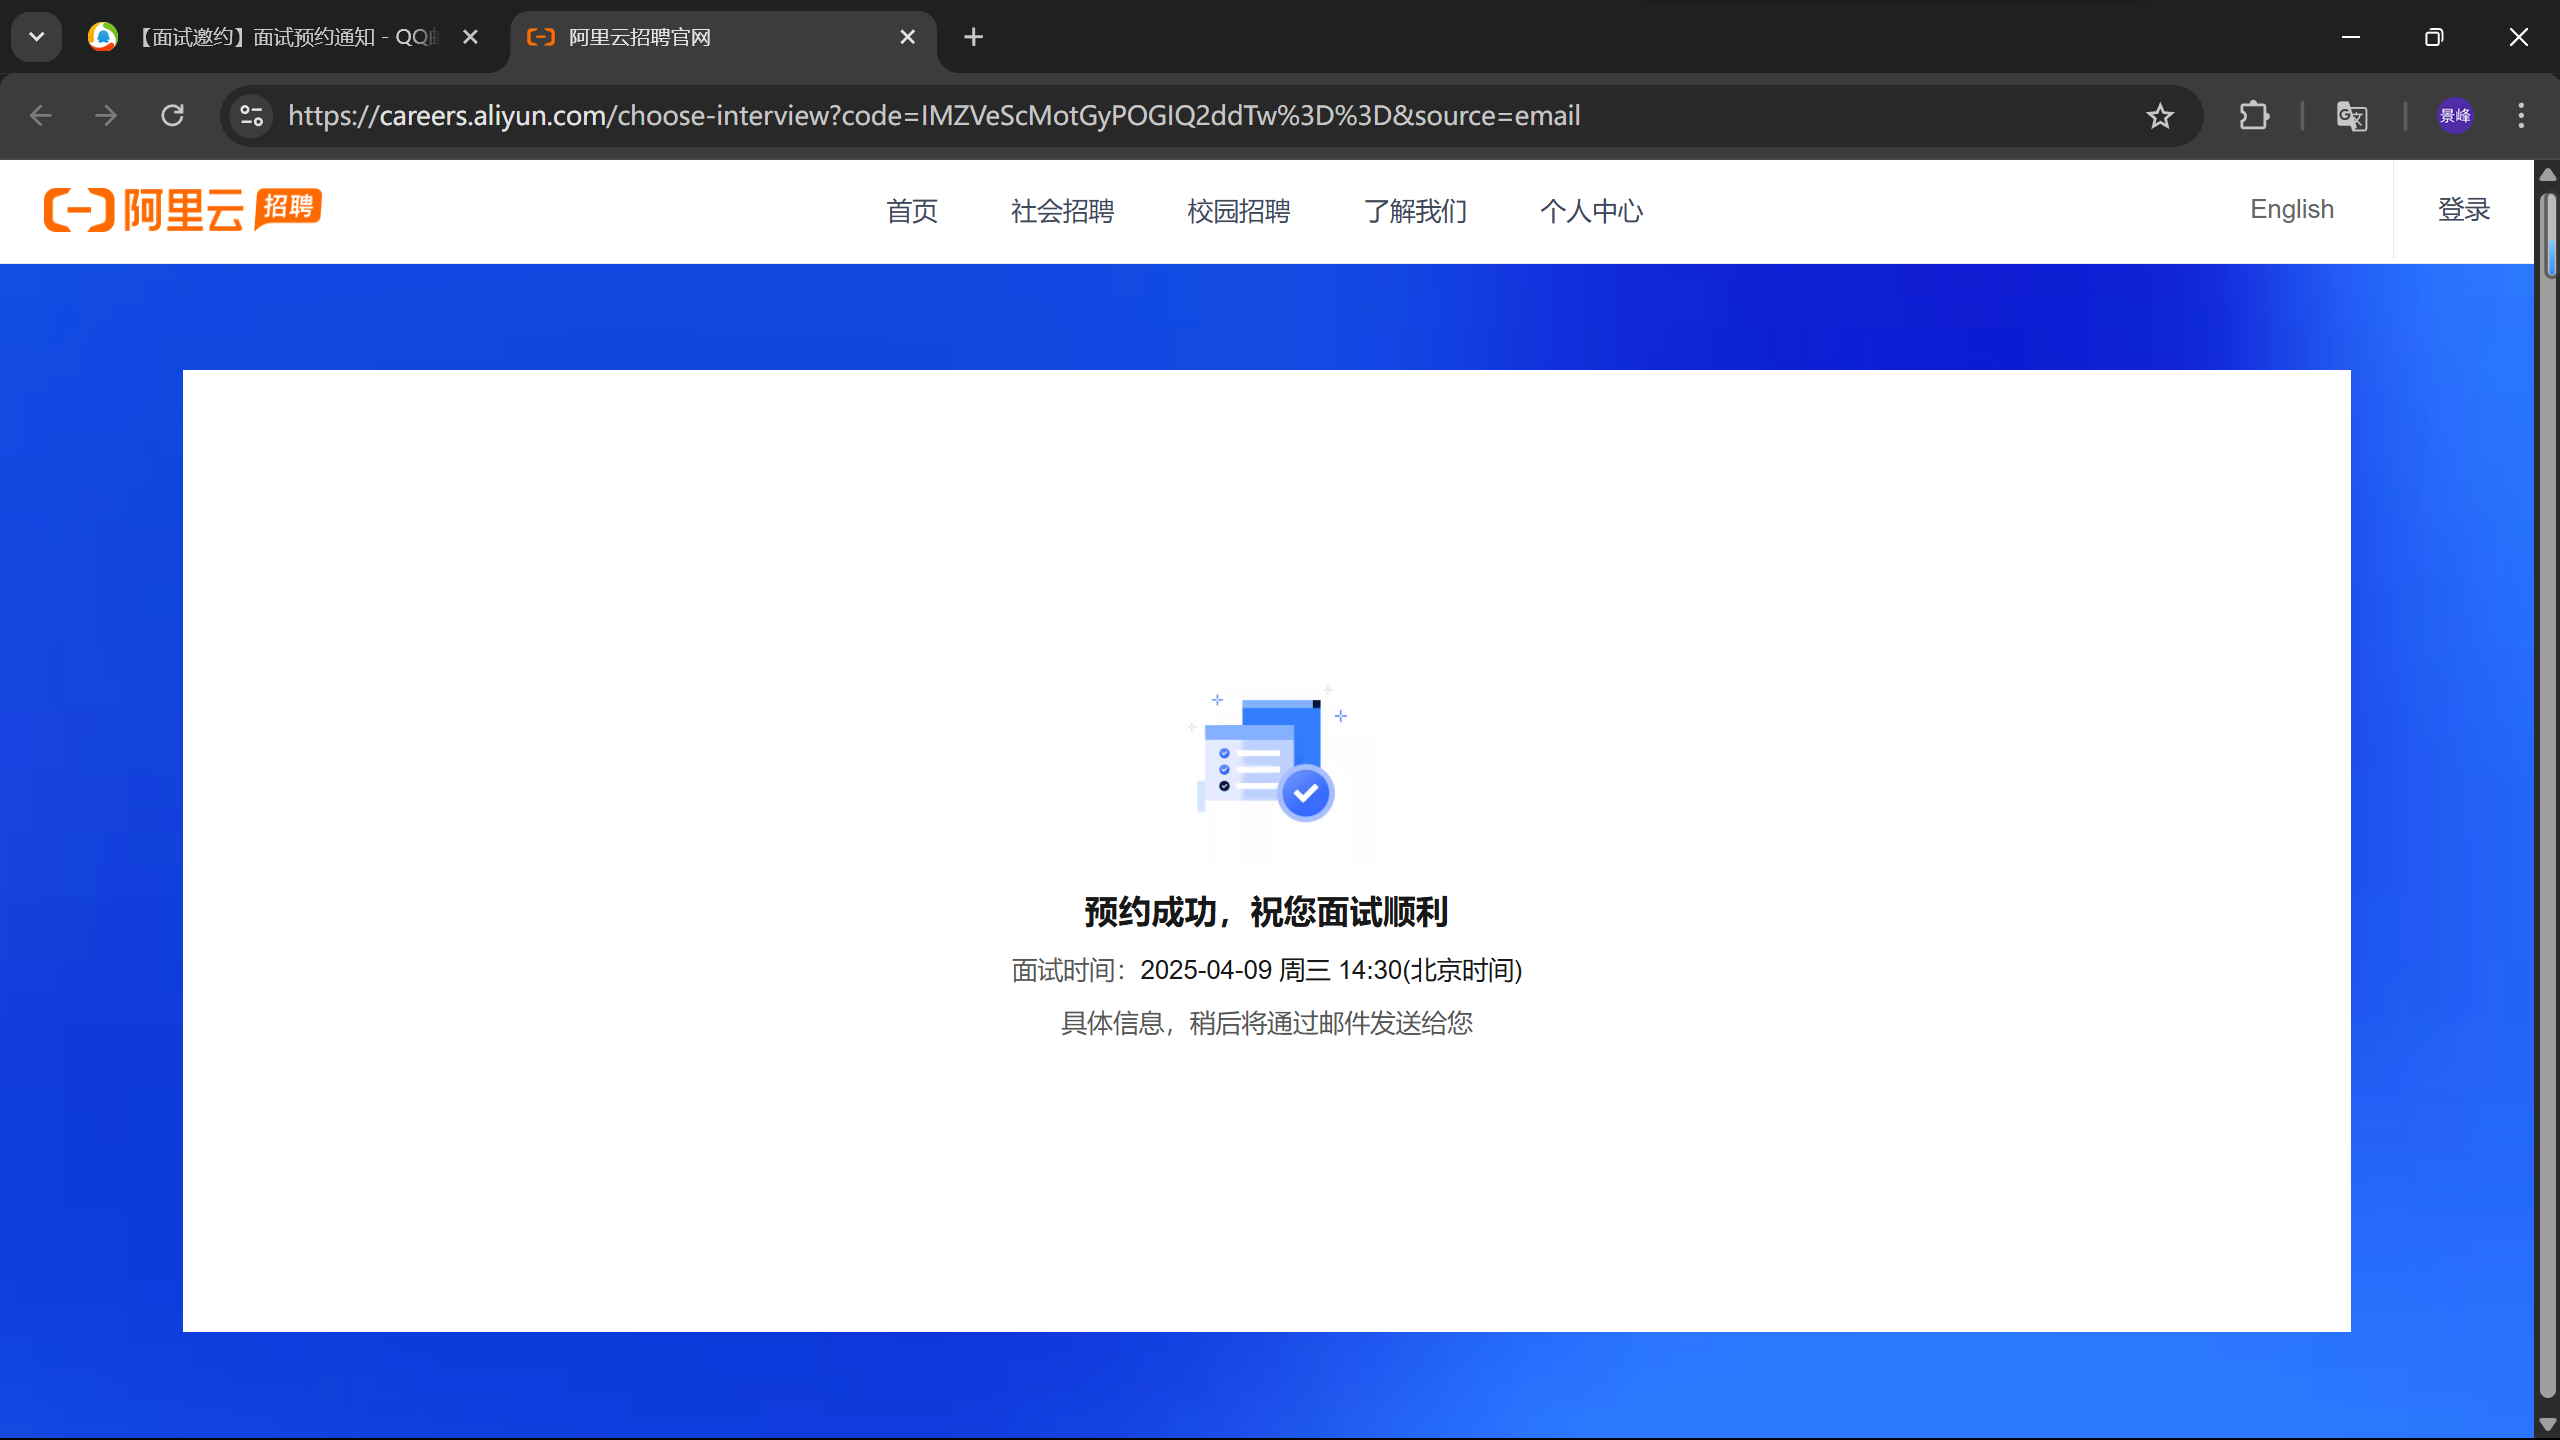 【面试邀约】面试预约通知 - QQ
阿里云招聘官网
https://careers.aliyun.com/choose-interview?code=IMZVeScMotGyPOGIQ2ddTw%3D%3D&source=email
景峰
阿里云 招聘
首页 社会招聘 校园招聘 了解我们 个人中心 English 登录
预约成功，祝您面试顺利
面试时间：2025-04-09 周三 14:30(北京时间)
具体信息，稍后将通过邮件发送给您